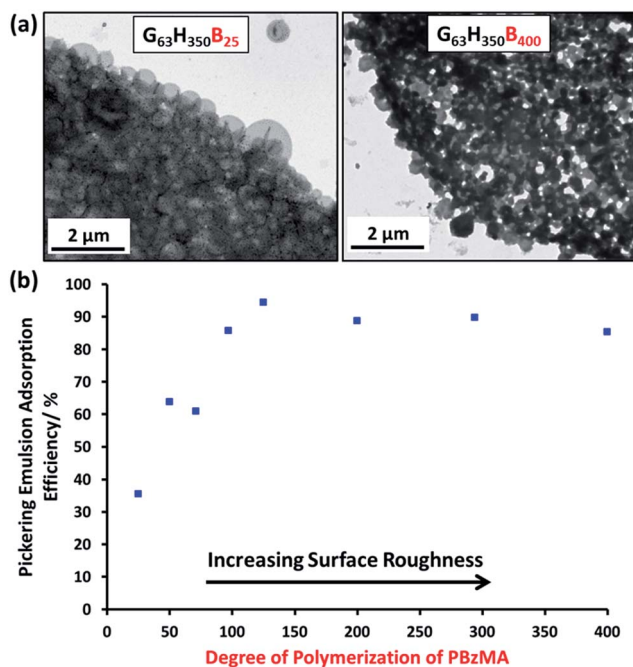 (a)
G₆₃H₃₅₀B₂₅
G₆₃H₃₅₀B₄₀₀
2 μm
2 μm
(b)
Pickering Emulsion Adsorption
Efficiency/ %
100
90
80
70
60
50
40
30
20
10
0
Increasing Surface Roughness
0 50 100 150 200 250 300 350 400
Degree of Polymerization of PBzMA